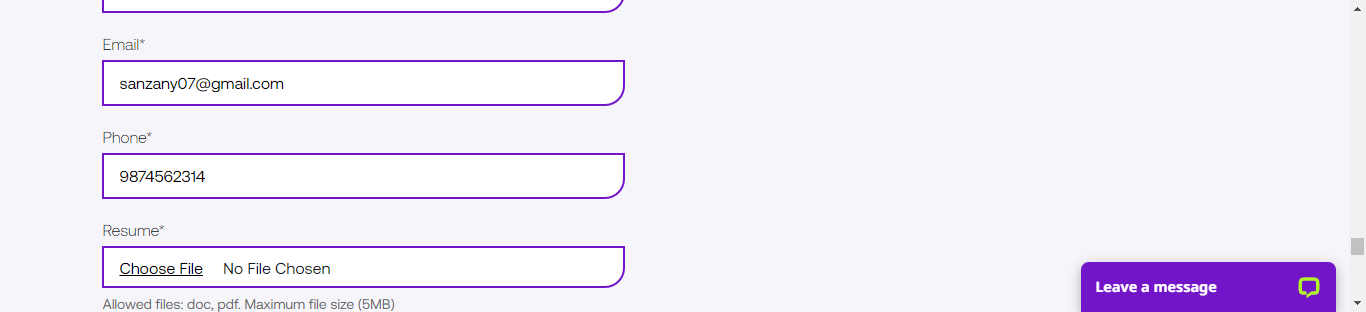 Email*
sanzany07@gmail.com
Phone*
9874562314
Resume*
Choose File No File Chosen
Allowed files: doc, pdf. Maximum file size (5MB)
Leave a message